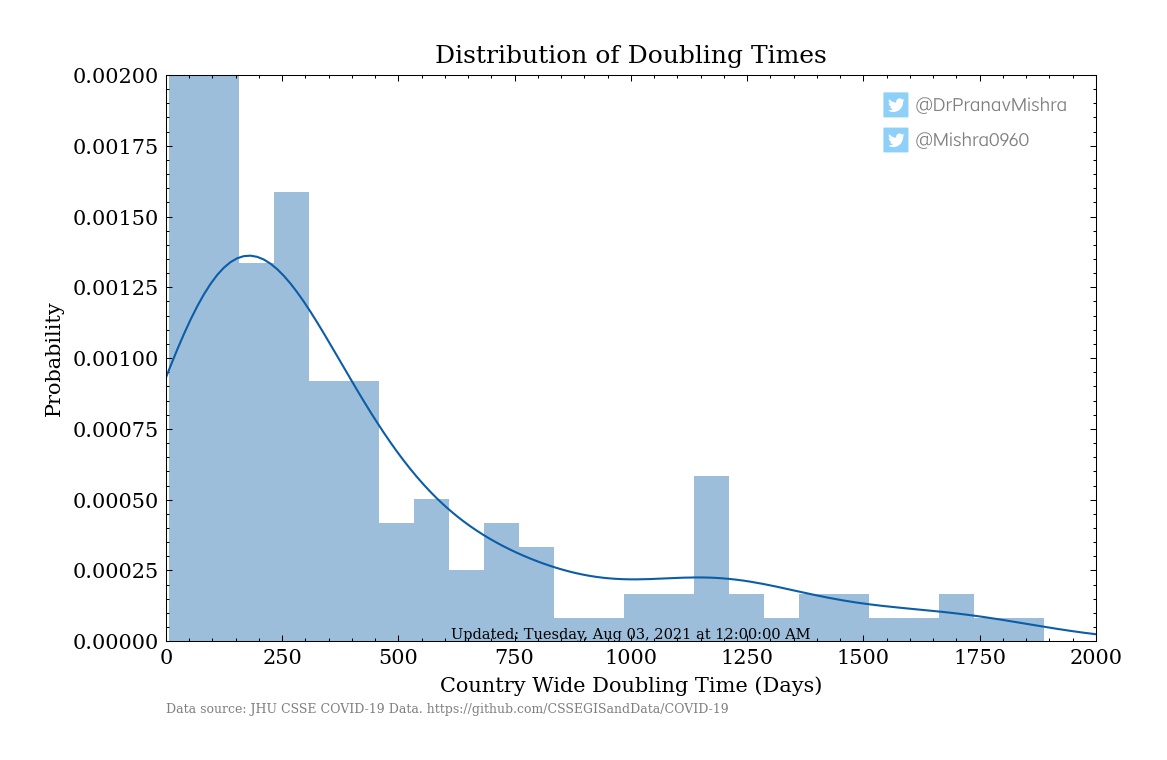 Distribution of Doubling Times
0.00200
0.00175
0.00150
0.00125
0.00100
0.00075
0.00050
0.00025
0.00000
Probability
@DrPranavMishra
@Mishra0960
Updated: Tuesday, Aug 03, 2021 at 12:00:00 AM
0 250 500 750 1000 1250 1500 1750 2000
Country Wide Doubling Time (Days)
Data source: JHU CSSE COVID-19 Data. https://github.com/CSSEGISandData/COVID-19